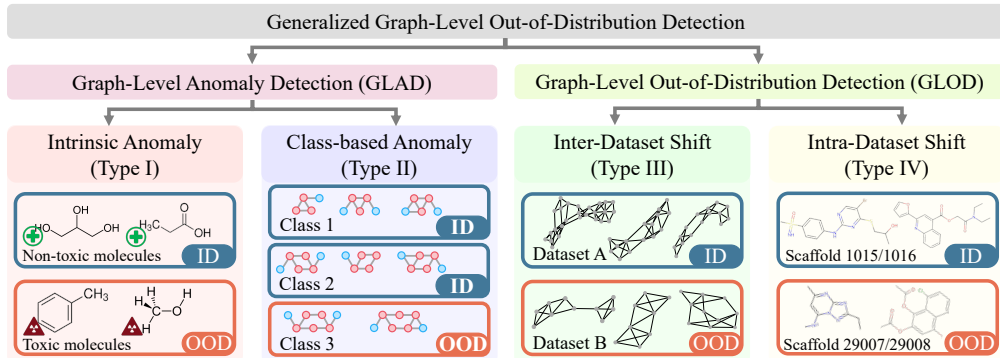 Generalized Graph-Level Out-of-Distribution Detection
Graph-Level Anomaly Detection (GLAD)
Graph-Level Out-of-Distribution Detection (GLOD)
Intrinsic Anomaly
(Type I)
OH
HO
OH
H₃C
O
OH
Non-toxic molecules
ID
CH₃
H
H
H
C
O
H
Toxic molecules
OOD
Class-based Anomaly
(Type II)
Class 1
ID
Class 2
ID
Class 3
OOD
Inter-Dataset Shift
(Type III)
Dataset A
ID
Dataset B
OOD
Intra-Dataset Shift
(Type IV)
Scaffold 1015/1016
ID
Scaffold 29007/29008
OOD